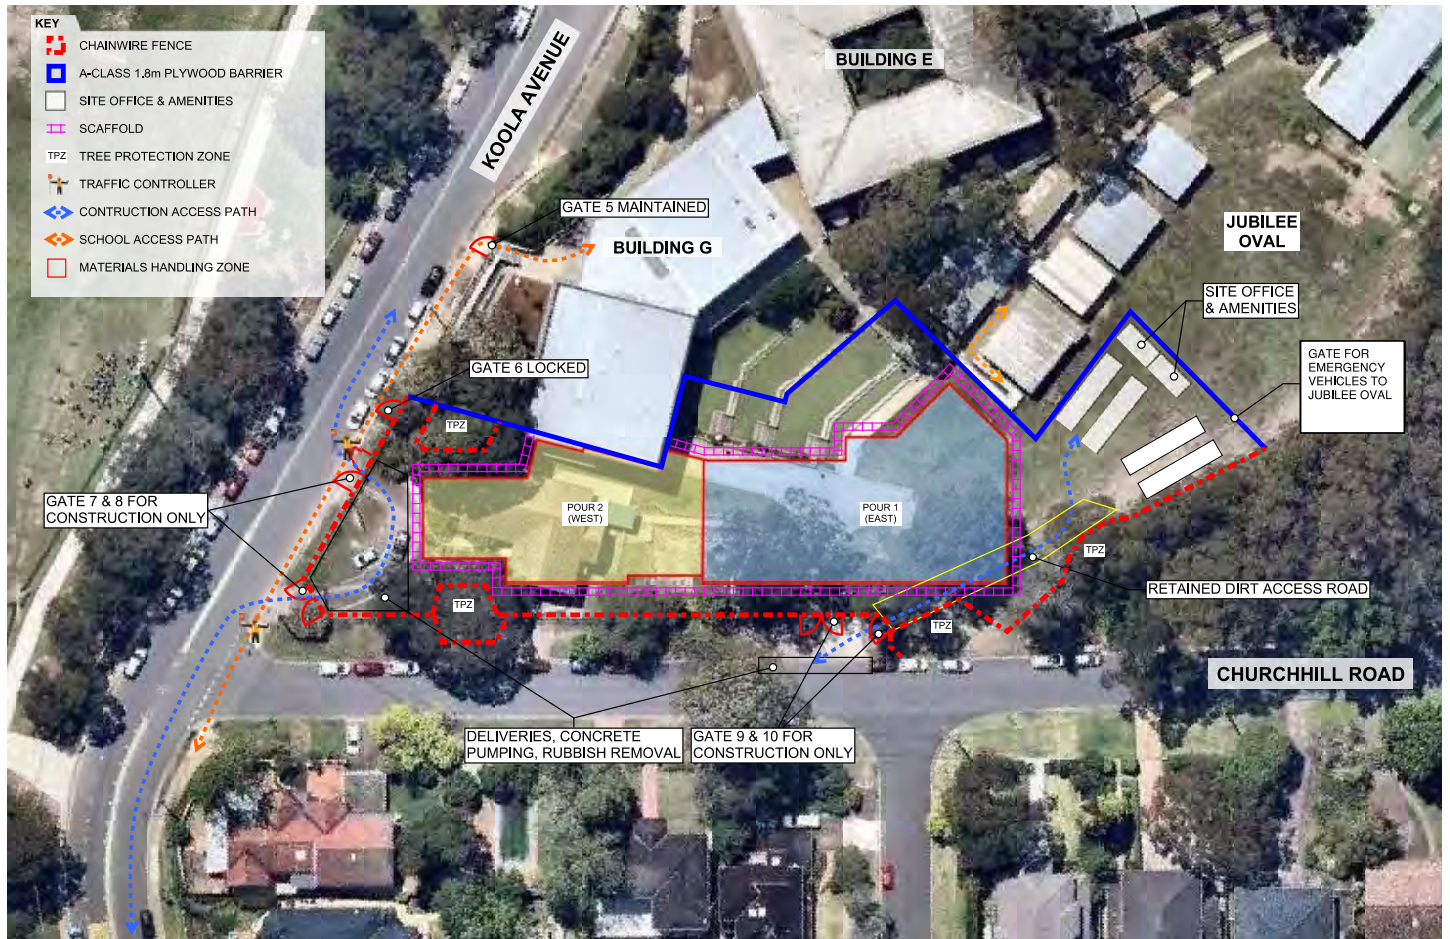 KEY
CHAINWIRE FENCE
A-CLASS 1.8m PLYWOOD BARRIER
SITE OFFICE & AMENITIES
SCAFFOLD
TPZ TREE PROTECTION ZONE
TRAFFIC CONTROLLER
CONTRUCTION ACCESS PATH
SCHOOL ACCESS PATH
MATERIALS HANDLING ZONE
KOOLA AVENUE
BUILDING E
GATE 5 MAINTAINED
BUILDING G
JUBILEE
OVAL
SITE OFFICE
& AMENITIES
GATE FOR
EMERGENCY
VEHICLES TO
JUBILEE OVAL
GATE 6 LOCKED
TPZ
GATE 7 & 8 FOR
CONSTRUCTION ONLY
POUR 2
(WEST)
POUR 1
(EAST)
TPZ
RETAINED DIRT ACCESS ROAD
TPZ
TPZ
CHURCHHILL ROAD
DELIVERIES, CONCRETE
PUMPING, RUBBISH REMOVAL
GATE 9 & 10 FOR
CONSTRUCTION ONLY